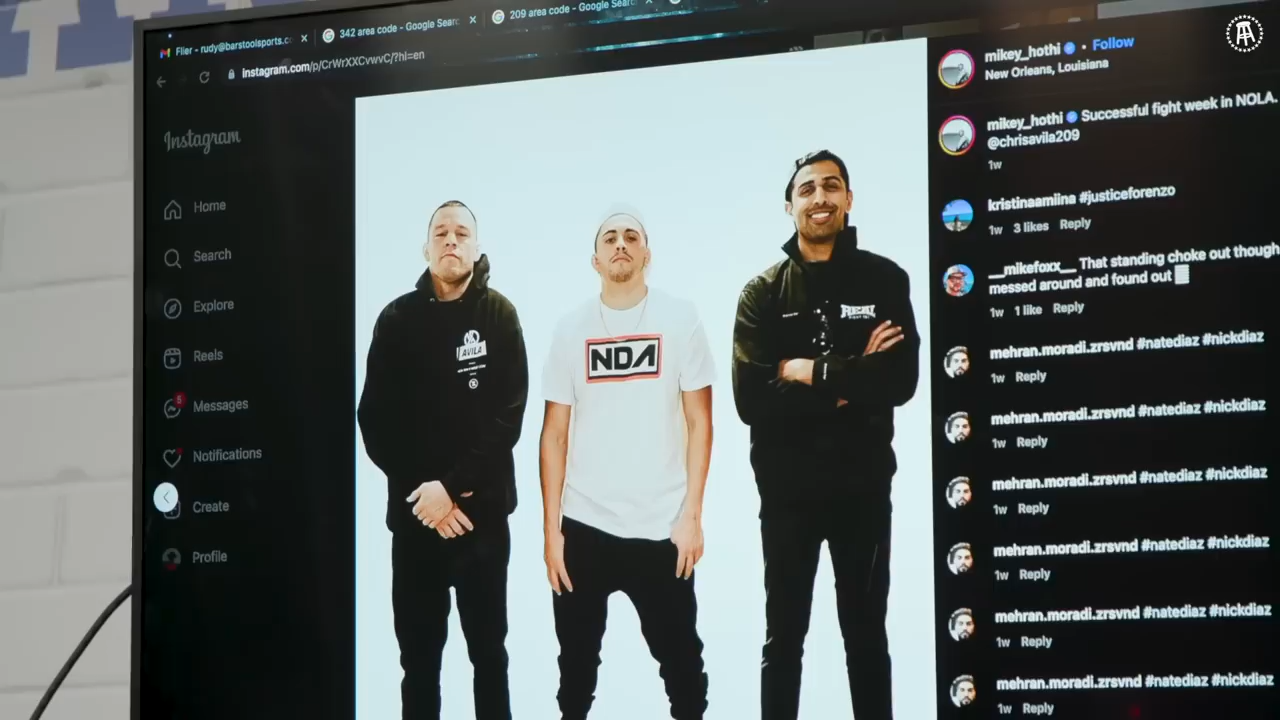 Flier - rudy@barstoolsports.c
342 area code - Google Searc
209 area code - Google Searc
instagram.com/p/CrWrXXCvwvC/?hl=en
Instagram
Home
Search
Explore
Reels
5
Messages
Notifications
Create
Profile
AVILA
NDA
REAL
mikey_hothi • Follow
New Orleans, Louisiana
mikey_hothi Successful fight week in NOLA.
@chrisavila209
1w
kristinaamiina #justiceforenzo
1w 3 likes Reply
__mikefoxx__ That standing choke out though
messed around and found out
1w 1 like Reply
mehran.moradi.zrsvnd #natediaz #nickdiaz
1w Reply
mehran.moradi.zrsvnd #natediaz #nickdiaz
1w Reply
mehran.moradi.zrsvnd #natediaz #nickdiaz
1w Reply
mehran.moradi.zrsvnd #natediaz #nickdiaz
1w Reply
mehran.moradi.zrsvnd #natediaz #nickdiaz
1w Reply
mehran.moradi.zrsvnd #natediaz #nickdiaz
1w Reply